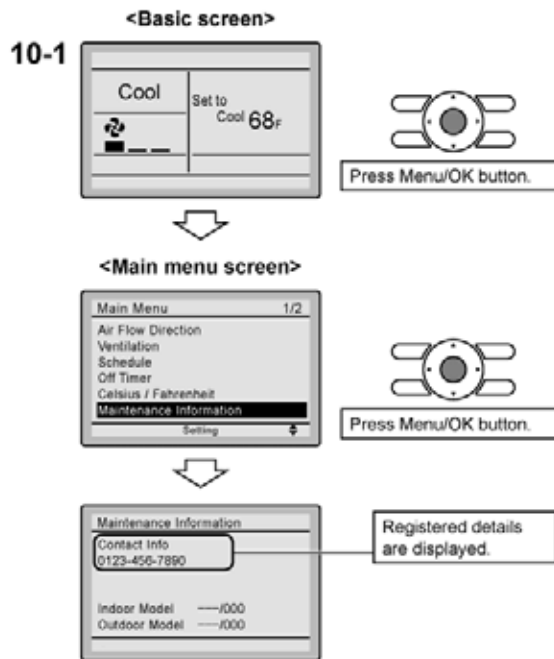 <Basic screen>
10-1
Cool
Set to
Cool 68F
Press Menu/OK button.
<Main menu screen>
Main Menu 1/2
Air Flow Direction
Ventilation
Schedule
Off Timer
Celsius / Fahrenheit
Maintenance Information
Setting
Press Menu/OK button.
Maintenance Information
Contact Info
0123-456-7890
Registered details
are displayed.
Indoor Model ----/000
Outdoor Model ----/000